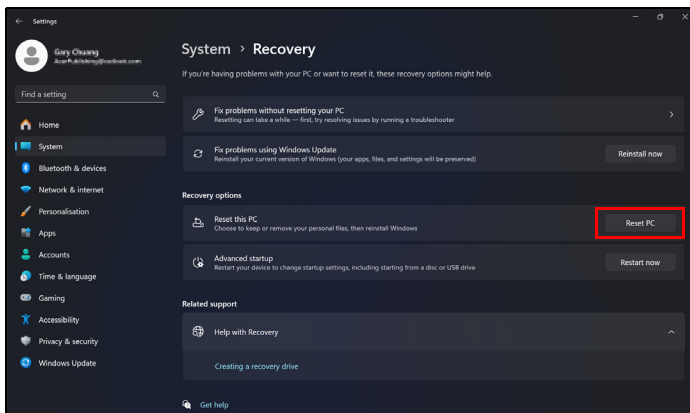 Settings
Gary Chuang
AcerPublishing@outlook.com
Find a setting
Home
System
Bluetooth & devices
Network & internet
Personalisation
Apps
Accounts
Time & language
Gaming
Accessibility
Privacy & security
Windows Update
System > Recovery
If you're having problems with your PC or want to reset it, these recovery options might help.
Fix problems without resetting your PC
Resetting can take a while — first, try resolving issues by running a troubleshooter
Fix problems using Windows Update
Reinstall your current version of Windows (your apps, files, and settings will be preserved)
Reinstall now
Recovery options
Reset this PC
Choose to keep or remove your personal files, then reinstall Windows
Reset PC
Advanced startup
Restart your device to change startup settings, including starting from a disc or USB drive
Restart now
Related support
Help with Recovery
Creating a recovery drive
Get help